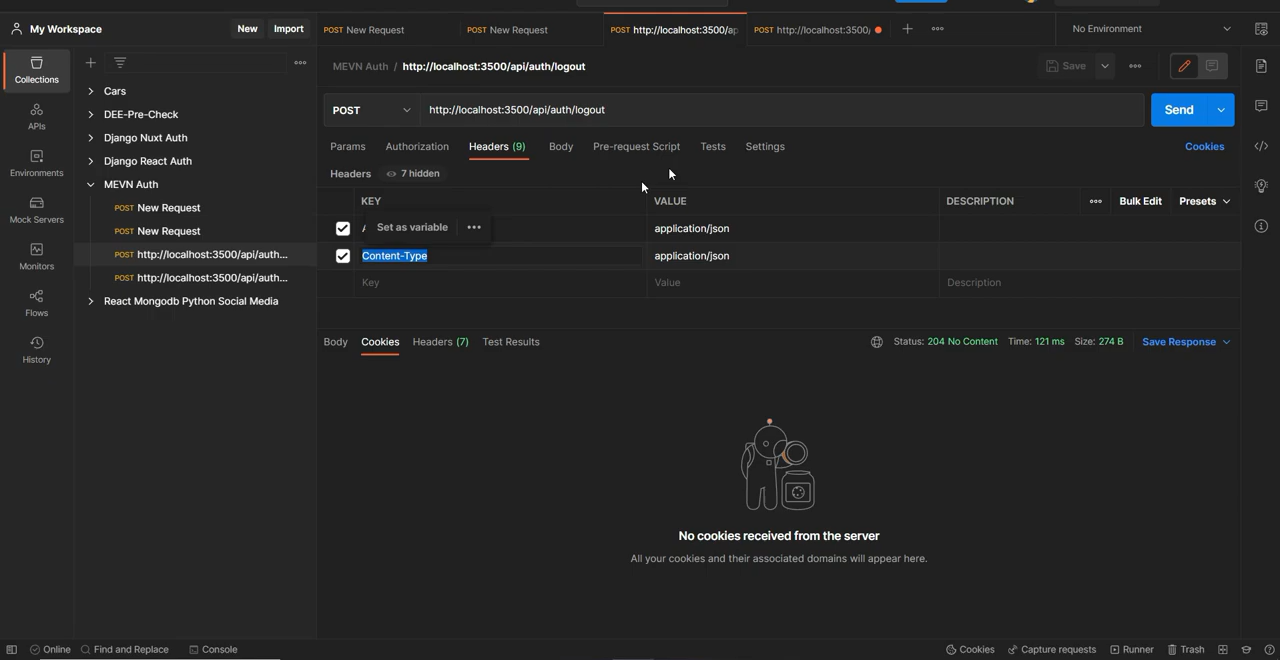 My Workspace
New
Import
POST New Request
POST New Request
POST http://localhost:3500/ap
POST http://localhost:3500/
No Environment
Collections
APIs
Environments
Mock Servers
Monitors
Flows
History
Cars
DEE-Pre-Check
Django Nuxt Auth
Django React Auth
MEVN Auth
POST New Request
POST New Request
POST http://localhost:3500/api/auth...
POST http://localhost:3500/api/auth...
React Mongodb Python Social Media
MEVN Auth / http://localhost:3500/api/auth/logout
Save
POST
http://localhost:3500/api/auth/logout
Send
Params Authorization Headers (9) Body Pre-request Script Tests Settings
Cookies
Headers 7 hidden
KEY VALUE DESCRIPTION Bulk Edit Presets
Set as variable
application/json
Content-Type application/json
Key Value Description
Body Cookies Headers (7) Test Results
Status: 204 No Content Time: 121 ms Size: 274 B Save Response
No cookies received from the server
All your cookies and their associated domains will appear here.
Online Find and Replace Console
Cookies Capture requests Runner Trash